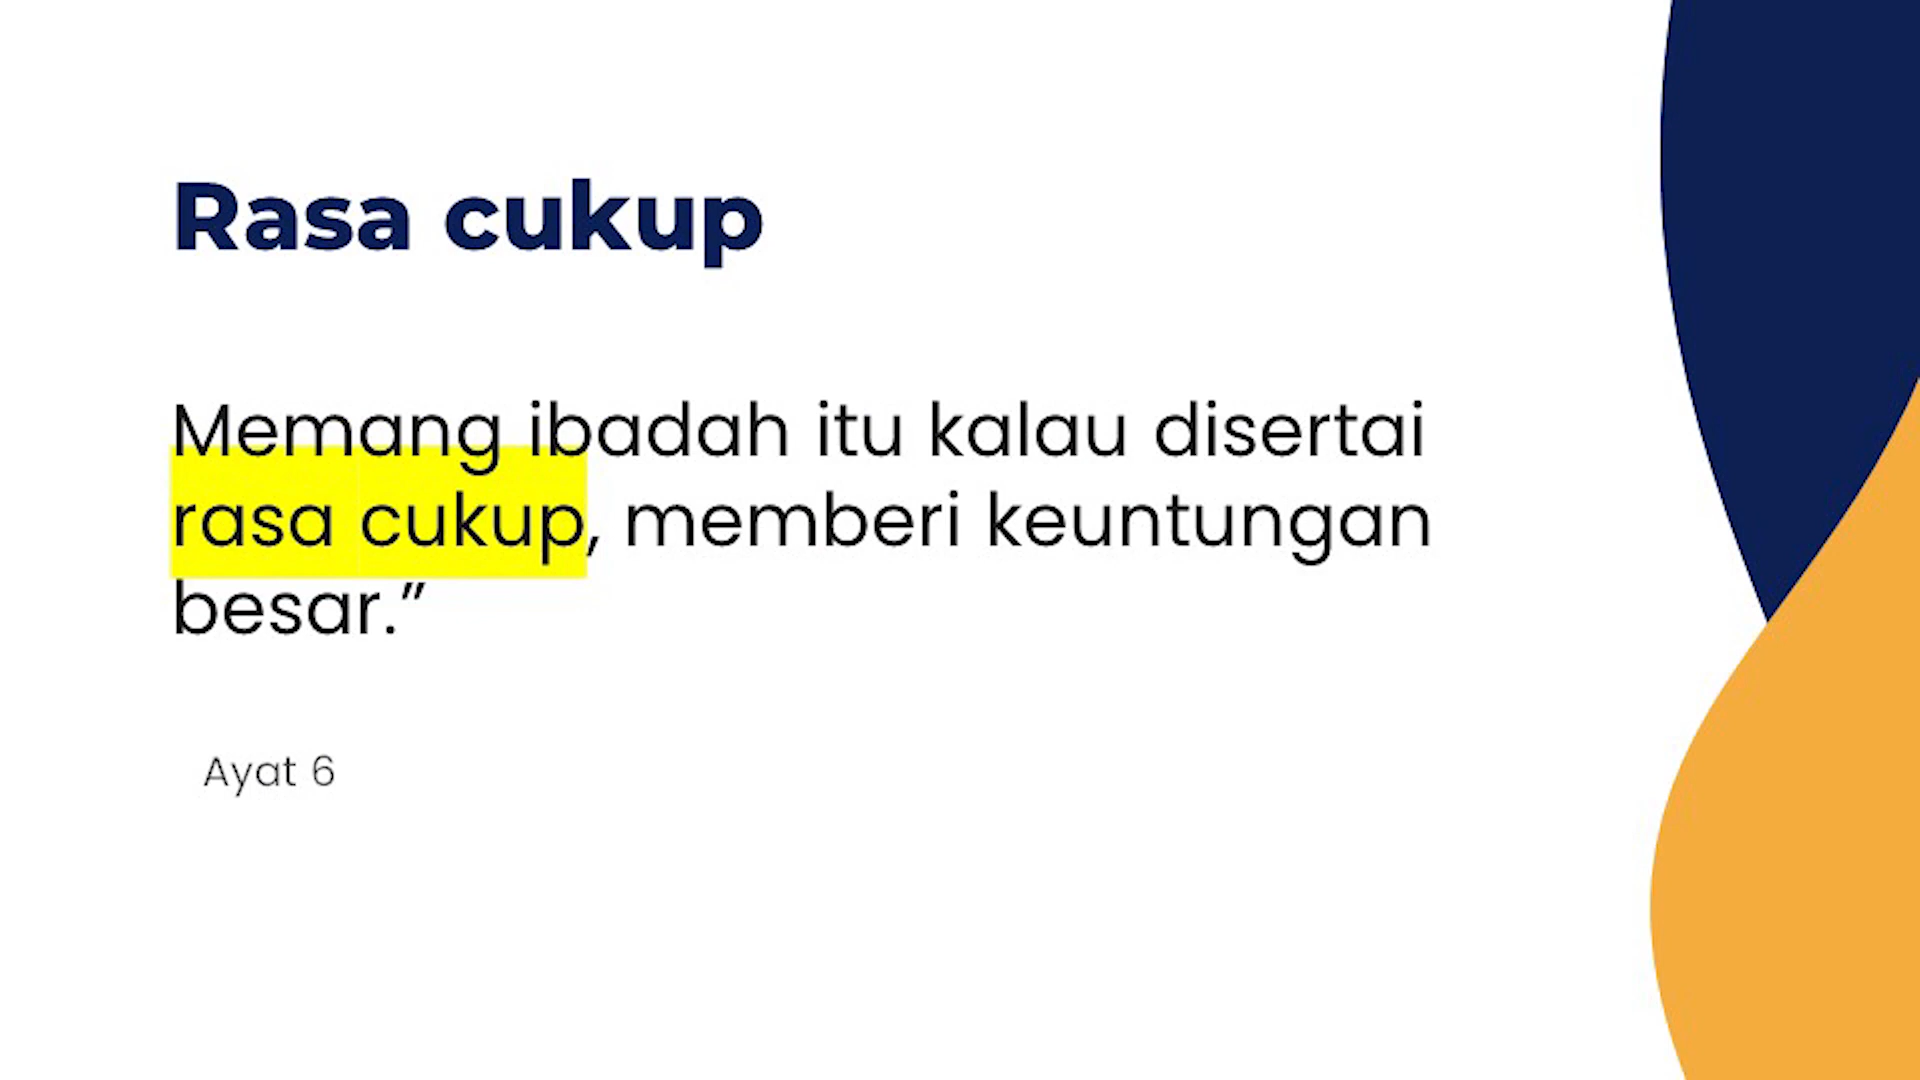 Rasa cukup
Memang ibadah itu kalau disertai
rasa cukup, memberi keuntungan
besar.”
Ayat 6